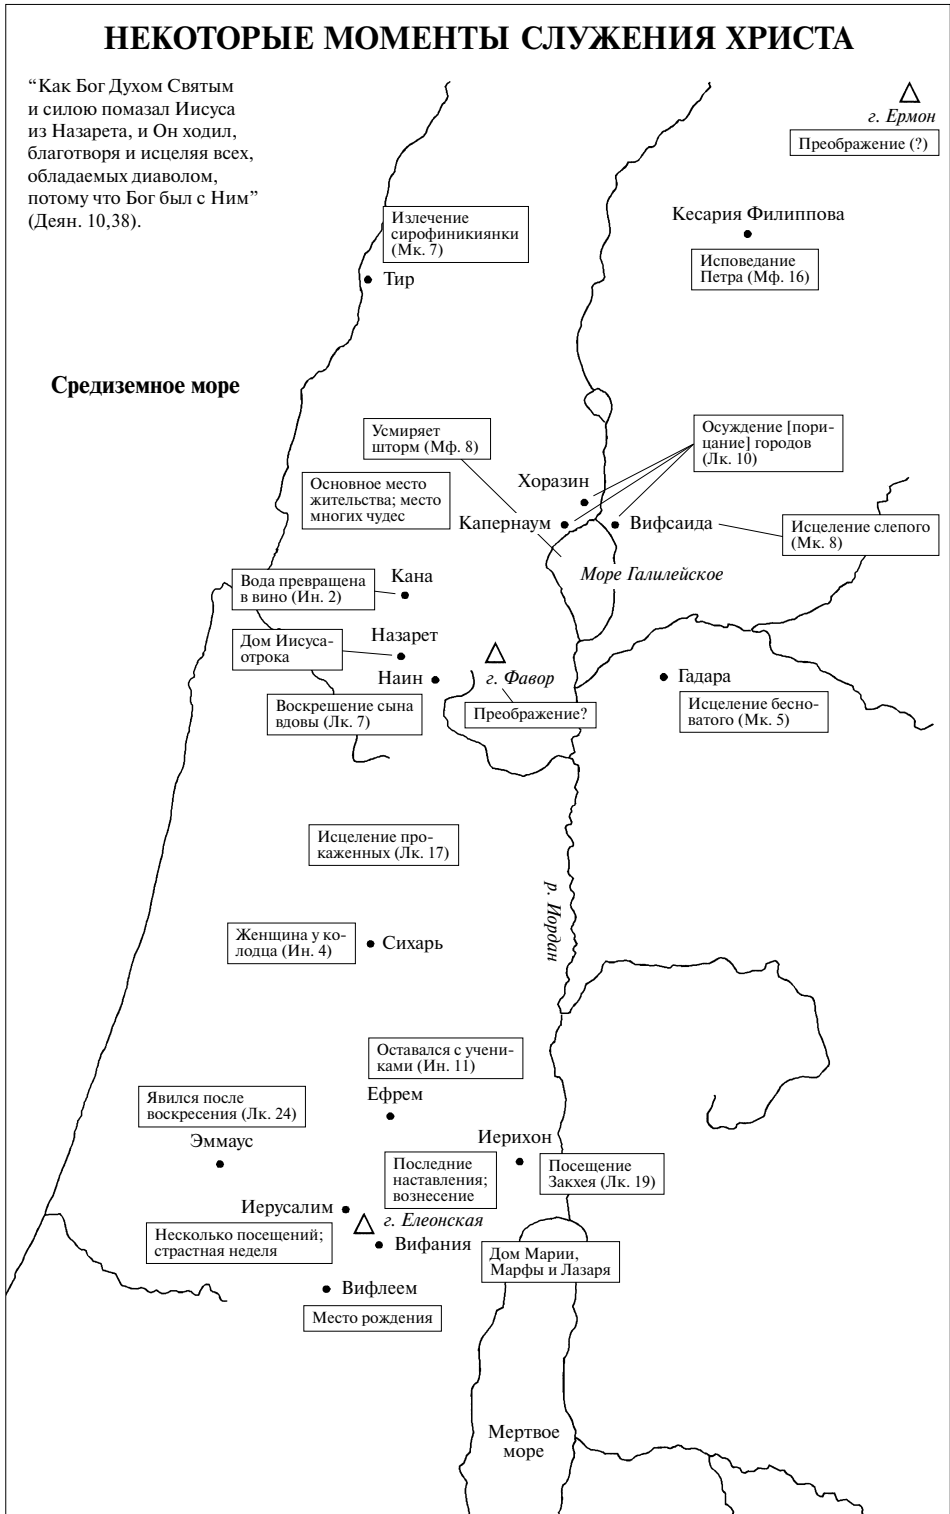 НЕКОТОРЫЕ МОМЕНТЫ СЛУЖЕНИЯ ХРИСТА
“Как Бог Духом Святым
и силою помазал Иисуса
из Назарета, и Он ходил,
благотворя и исцеляя всех,
обладаемых диаволом,
потому что Бог был с Ним”
(Деян. 10,38).
г. Ермон
Преображение (?)
Излечение
сирофиникиянки
(Мк. 7)
Тир
Кесария Филиппова
Исповедание
Петра (Мф. 16)
Средиземное море
Усмиряет
шторм (Мф. 8)
Осуждение [пори-
цание] городов
(Лк. 10)
Основное место
жительства; место
многих чудес
Хоразин
Капернаум
Вифсаида
Исцеление слепого
(Мк. 8)
Море Галилейское
Вода превращена
в вино (Ин. 2)
Кана
Дом Иисуса-
отрока
Назарет
Наин
г. Фавор
Гадара
Воскрешение сына
вдовы (Лк. 7)
Преображение?
Исцеление бесно-
ватого (Мк. 5)
Исцеление про-
каженных (Лк. 17)
р. Иордан
Женщина у ко-
лодца (Ин. 4)
Сихарь
Оставался с учени-
ками (Ин. 11)
Ефрем
Явился после
воскресения (Лк. 24)
Эммаус
Иерихон
Последние
наставления;
вознесение
Посещение
Закхея (Лк. 19)
Иерусалим
г. Елеонская
Несколько посещений;
страстная неделя
Вифания
Дом Марии,
Марфы и Лазаря
Вифлеем
Место рождения
Мертвое
море